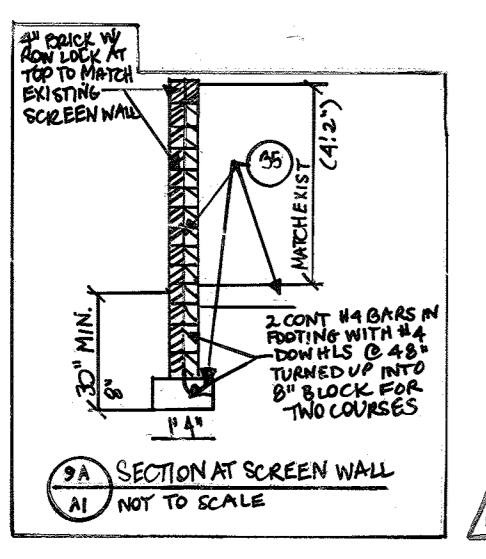 4" BRICK W/
ROW LOCK AT
TOP TO MATCH
EXISTING
SCREEN WALL
35
(4'.2")
MATCH EXIST
30" MIN.
8"
1'4"
2 CONT #4 BARS IN
FOOTING WITH #4
DOWHLS @ 48"
TURNED UP INTO
8" BLOCK FOR
TWO COURSES
9A
A1
SECTION AT SCREEN WALL
NOT TO SCALE